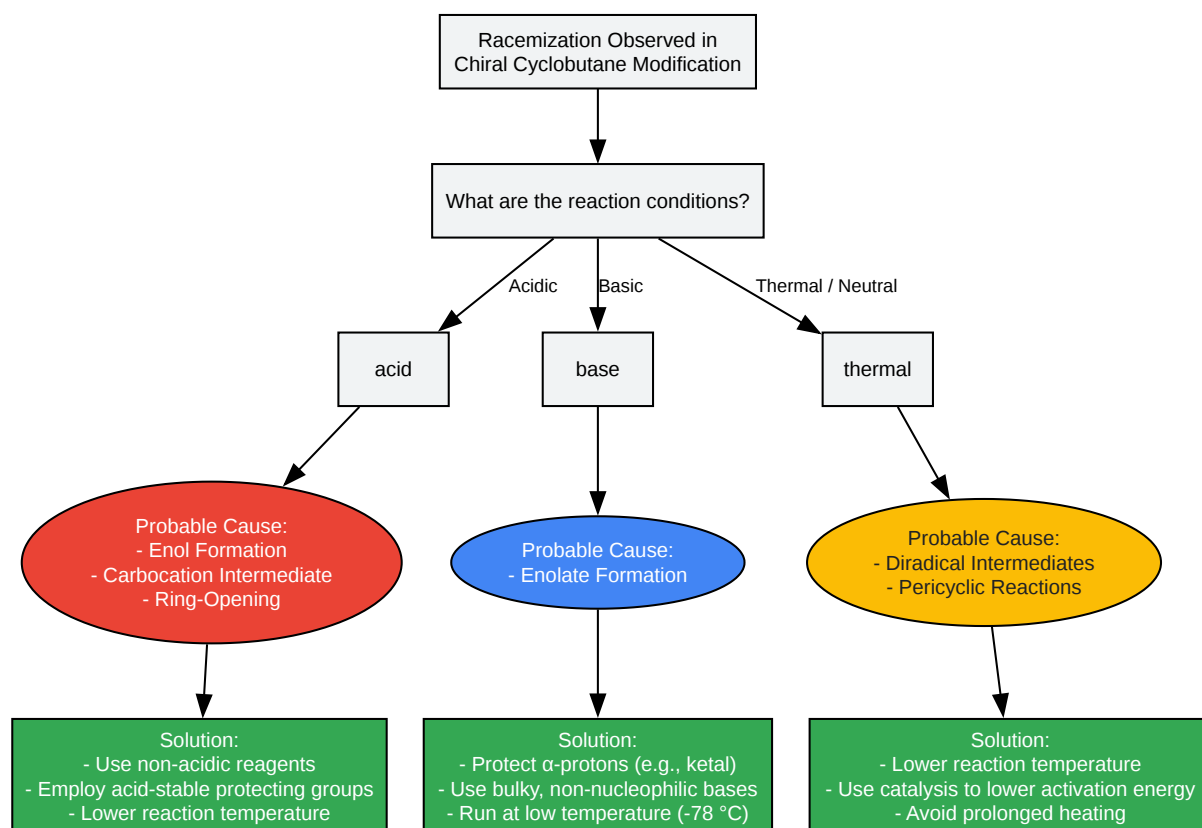 Racemization Observed in
Chiral Cyclobutane Modification
What are the reaction conditions?
Acidic
Basic
Thermal / Neutral
acid
base
thermal
Probable Cause:
- Enol Formation
- Carbocation Intermediate
- Ring-Opening
Probable Cause:
- Enolate Formation
Probable Cause:
- Diradical Intermediates
- Pericyclic Reactions
Solution:
- Use non-acidic reagents
- Employ acid-stable protecting groups
- Lower reaction temperature
Solution:
- Protect α-protons (e.g., ketal)
- Use bulky, non-nucleophilic bases
- Run at low temperature (-78 °C)
Solution:
- Lower reaction temperature
- Use catalysis to lower activation energy
- Avoid prolonged heating